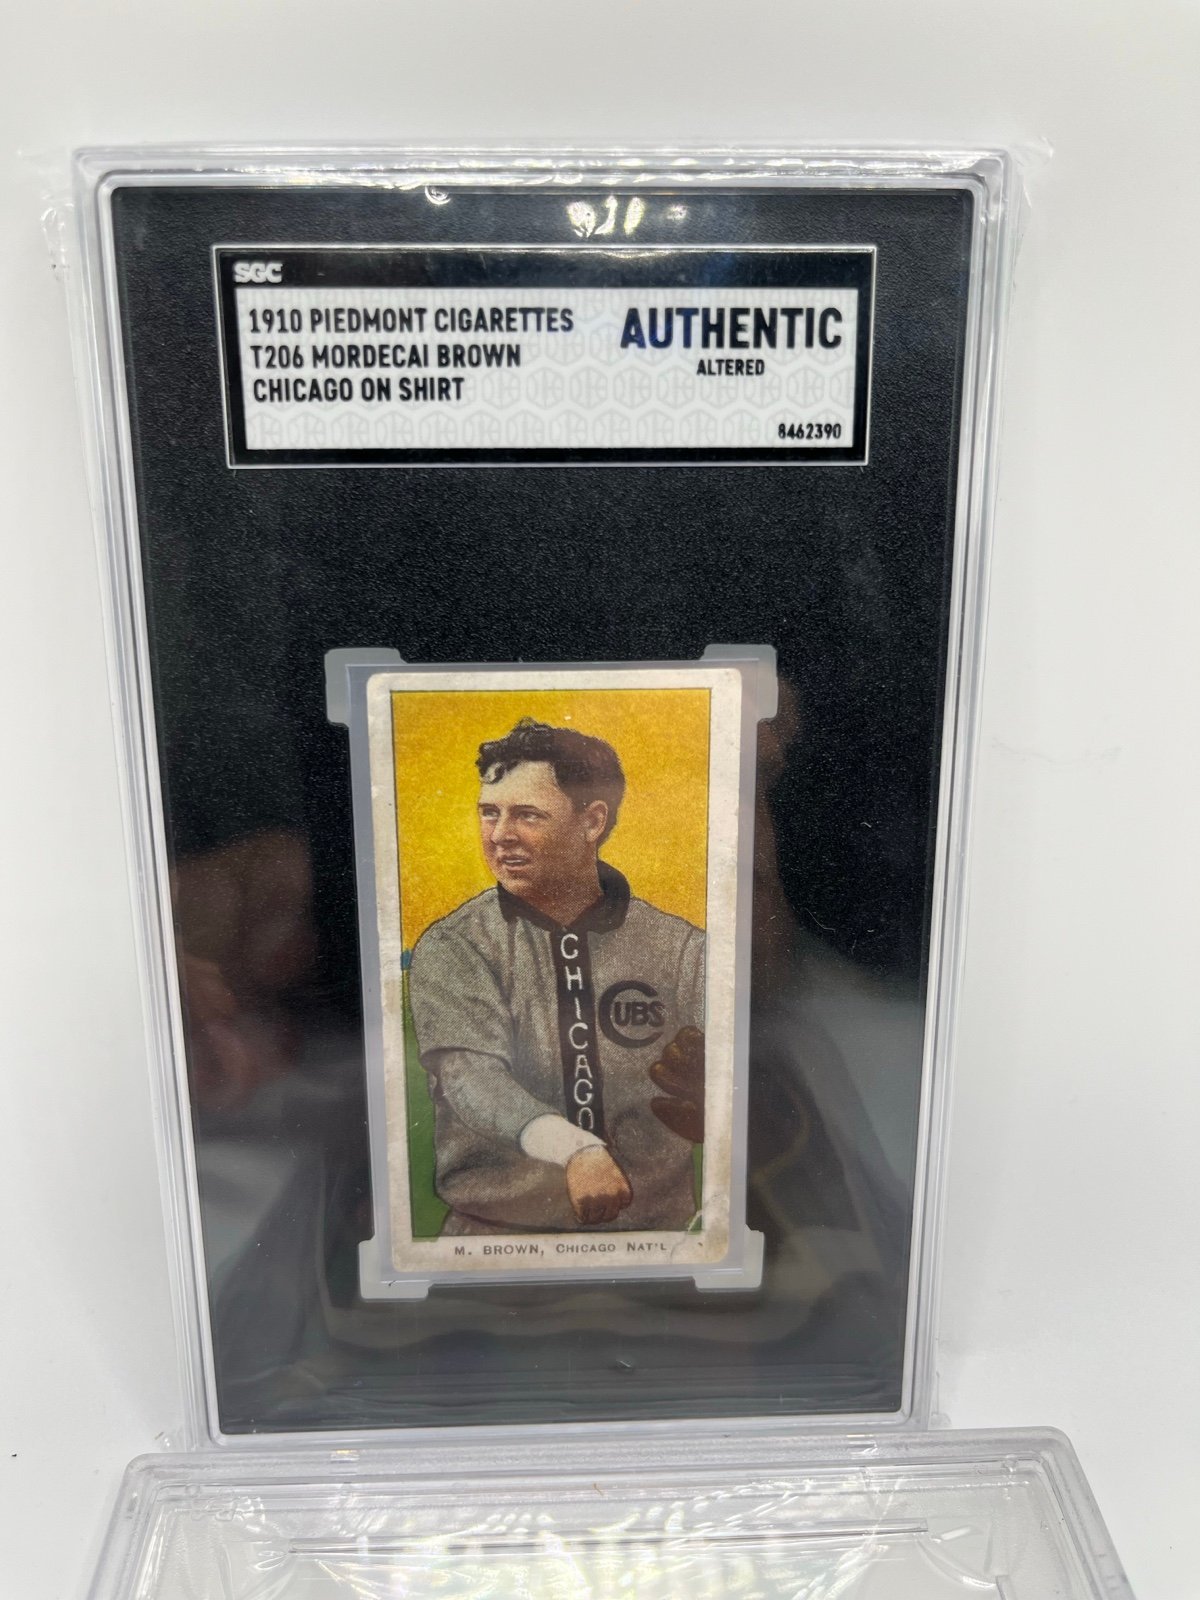 SGC
1910 PIEDMONT CIGARETTES
T206 MORDECAI BROWN
CHICAGO ON SHIRT
AUTHENTIC
ALTERED
8462390
CHICAGO
CUBS
M. BROWN, CHICAGO NAT'L